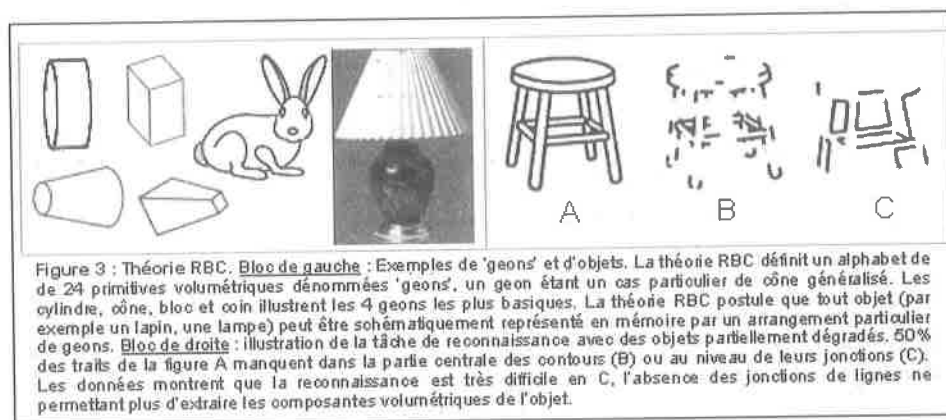 A
B
C
Figure 3 : Théorie RBC. Bloc de gauche : Exemples de 'geons' et d'objets. La théorie RBC définit un alphabet de
de 24 primitives volumétriques dénommées 'geons', un geon étant un cas particulier de cône généralisé. Les
cylindre, cône, bloc et coin illustrent les 4 geons les plus basiques. La théorie RBC postule que tout objet (par
exemple un lapin, une lampe) peut être schématiquement représenté en mémoire par un arrangement particulier
de geons. Bloc de droite : illustration de la tâche de reconnaissance avec des objets partiellement dégradés. 50%
des traits de la figure A manquent dans la partie centrale des contours (B) ou au niveau de leurs jonctions (C).
Les données montrent que la reconnaissance est très difficile en C, l'absence des jonctions de lignes ne
permettant plus d'extraire les composantes volumétriques de l'objet.